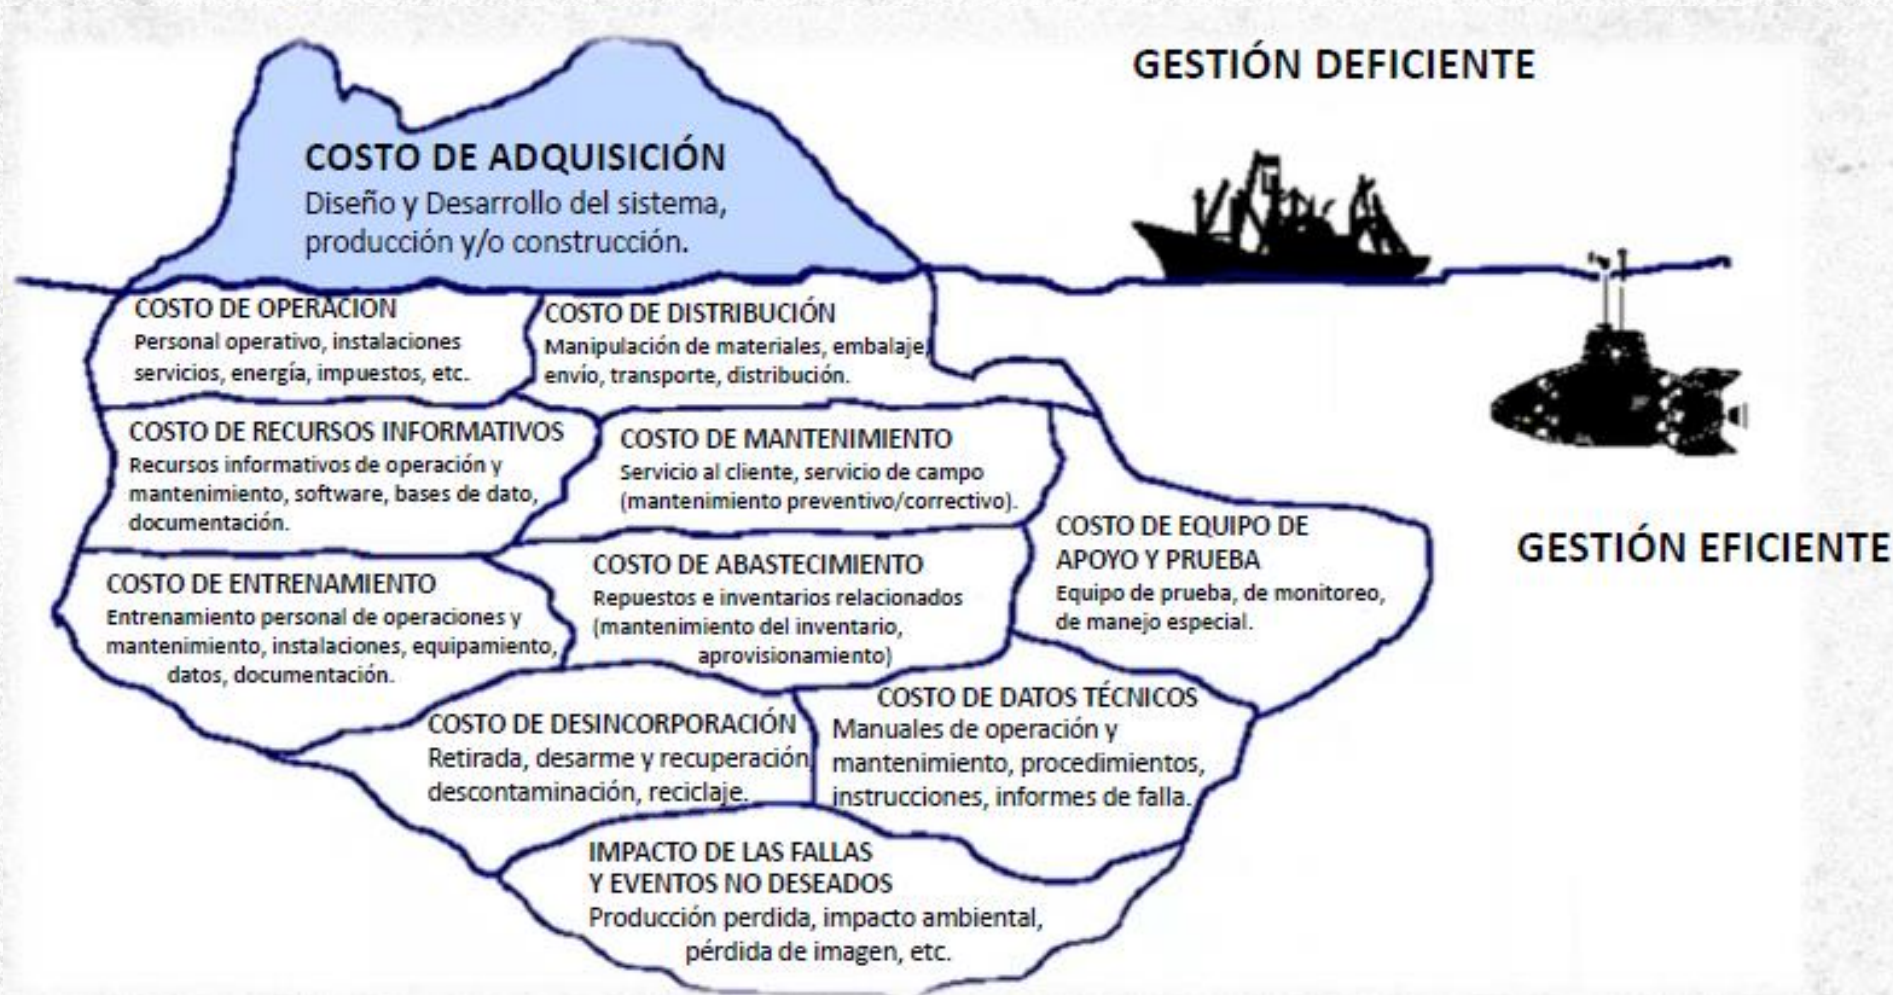 GESTIÓN DEFICIENTE
COSTO DE ADQUISICIÓN
Diseño y Desarrollo del sistema,
producción y/o construcción.
COSTO DE OPERACION
Personal operativo, instalaciones
servicios, energía, impuestos, etc.
COSTO DE DISTRIBUCIÓN
Manipulación de materiales, embalaje,
envío, transporte, distribución.
COSTO DE RECURSOS INFORMATIVOS
Recursos informativos de operación y
mantenimiento, software, bases de dato,
documentación.
COSTO DE MANTENIMIENTO
Servicio al cliente, servicio de campo
(mantenimiento preventivo/correctivo).
COSTO DE EQUIPO DE
APOYO Y PRUEBA
Equipo de prueba, de monitoreo,
de manejo especial.
GESTIÓN EFICIENTE
COSTO DE ENTRENAMIENTO
Entrenamiento personal de operaciones y
mantenimiento, instalaciones, equipamiento,
datos, documentación.
COSTO DE ABASTECIMIENTO
Repuestos e inventarios relacionados
(mantenimiento del inventario,
aprovisionamiento)
COSTO DE DESINCORPORACIÓN
Retirada, desarme y recuperación
descontaminación, reciclaje.
COSTO DE DATOS TÉCNICOS
Manuales de operación y
mantenimiento, procedimientos,
instrucciones, informes de falla.
IMPACTO DE LAS FALLAS
Y EVENTOS NO DESEADOS
Producción perdida, impacto ambiental,
pérdida de imagen, etc.